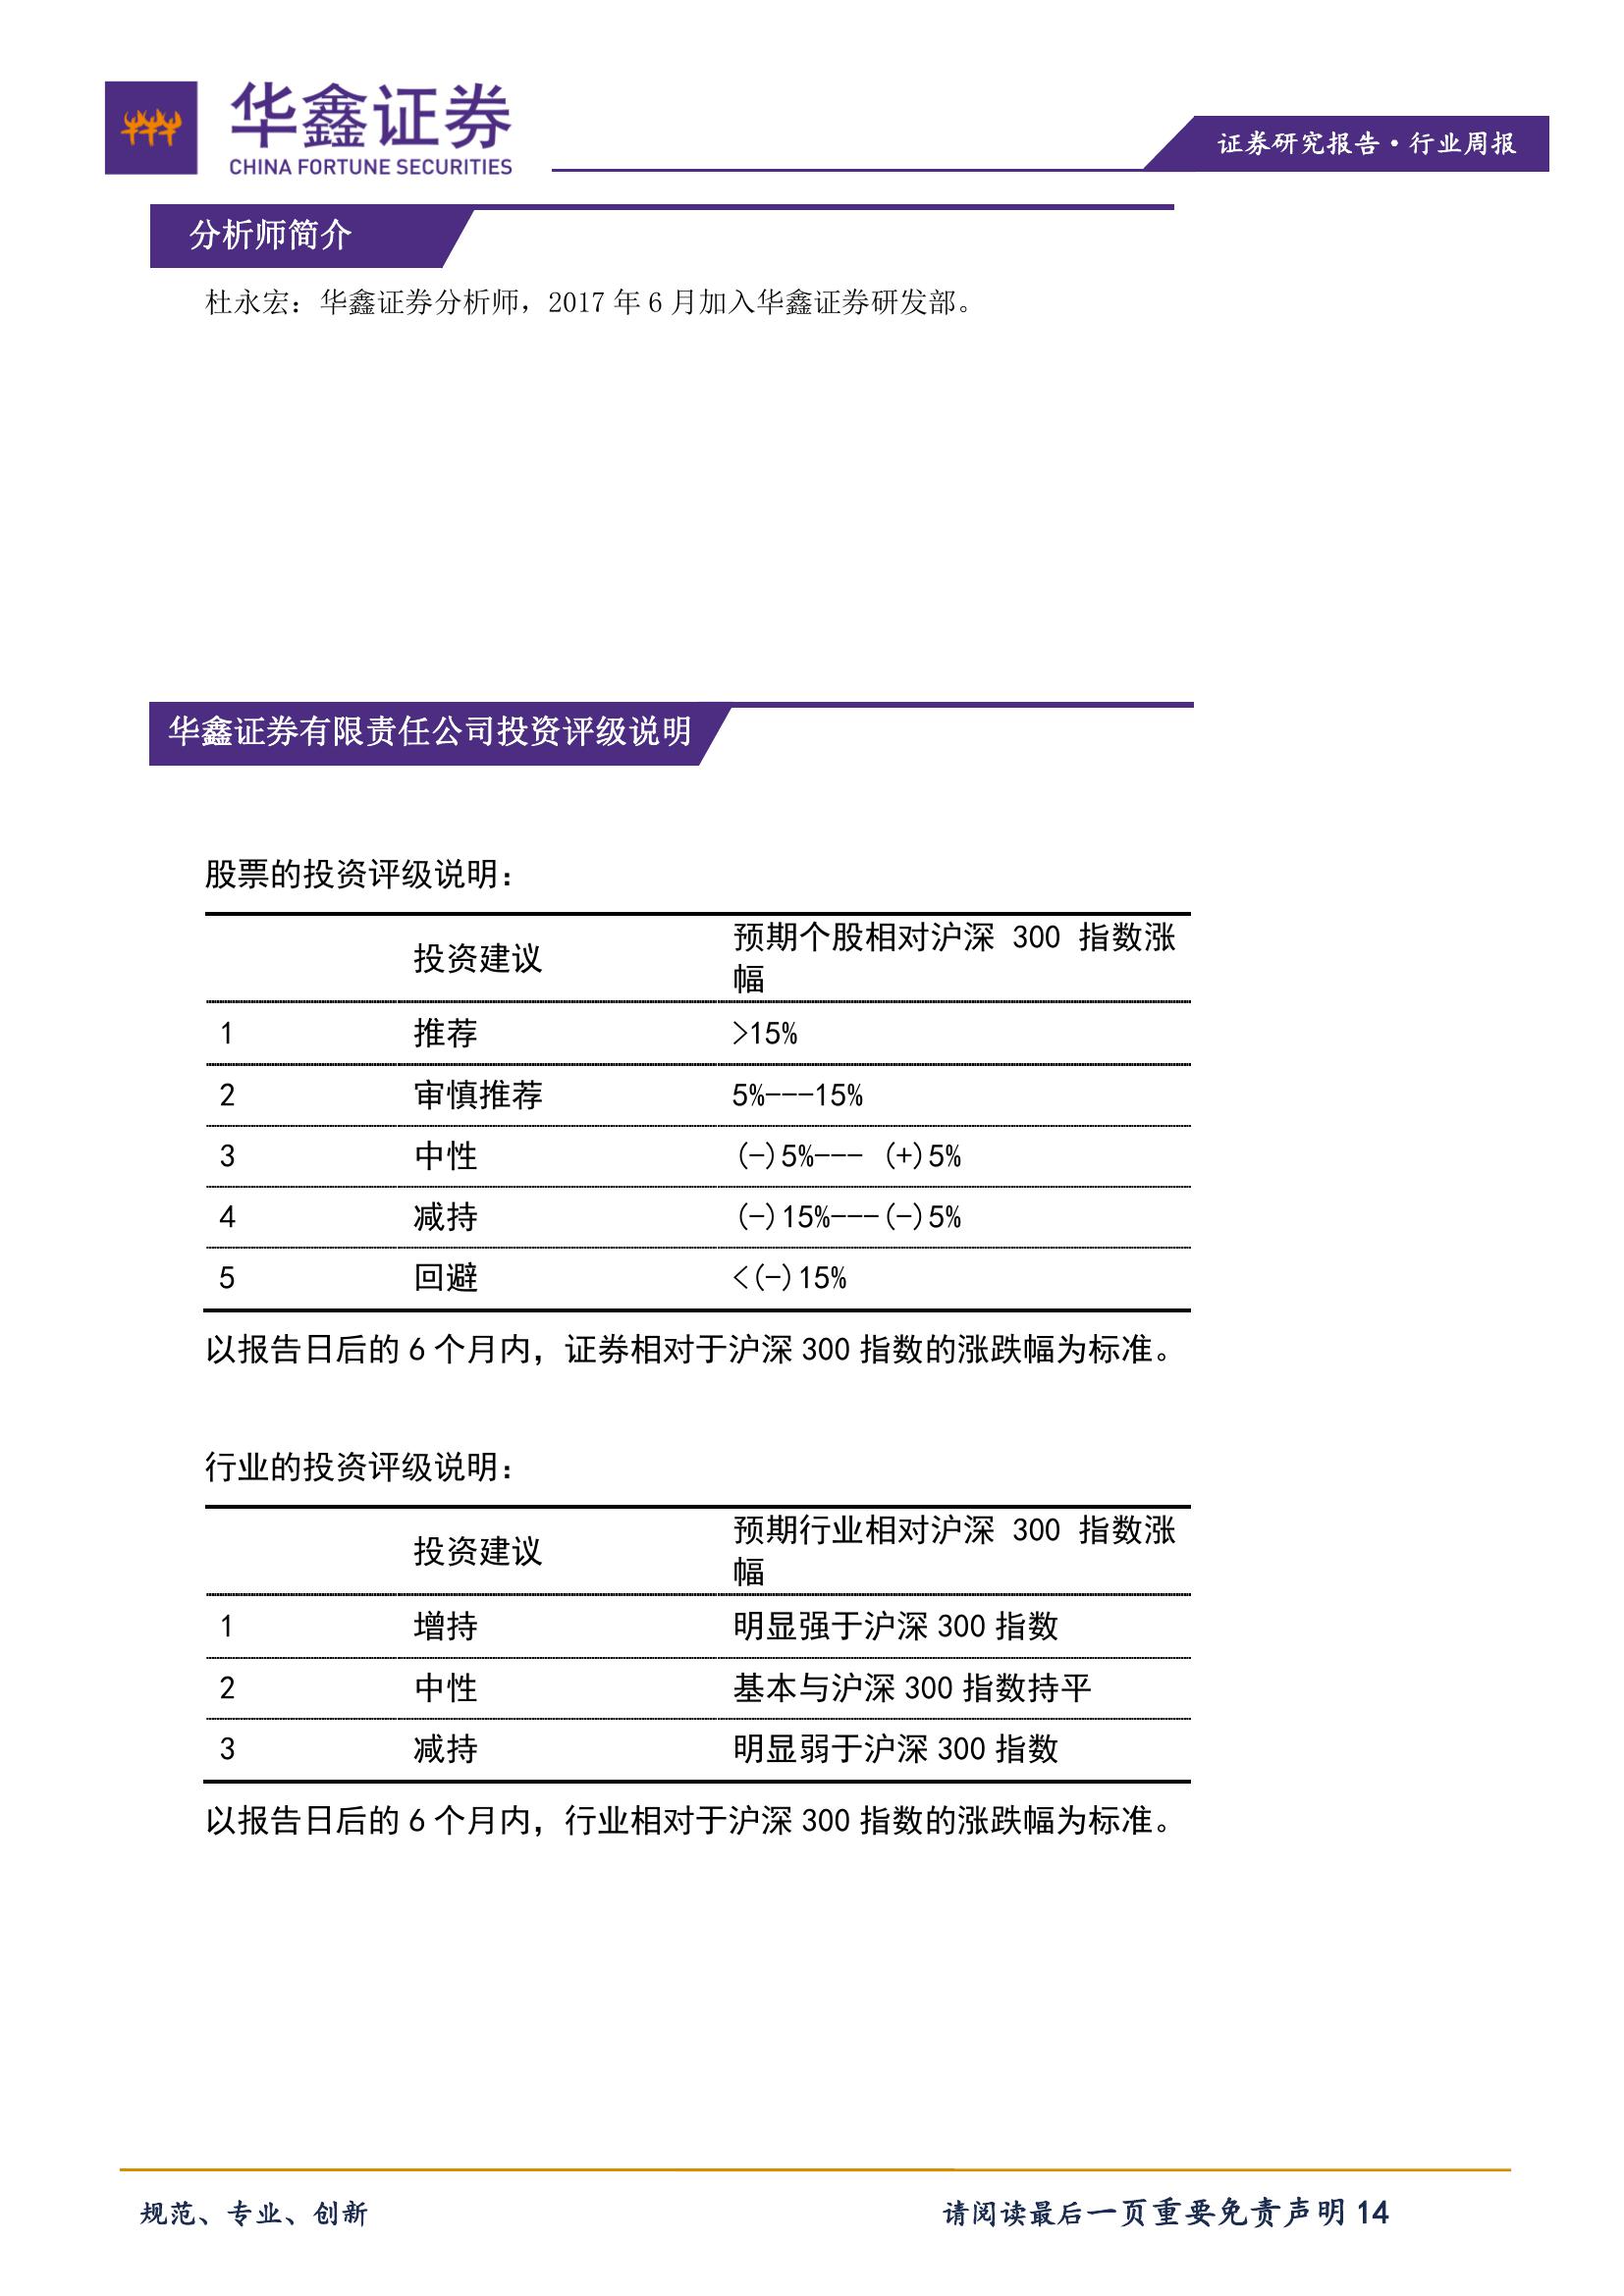 华鑫证券
CHINA FORTUNE SECURITIES
证券研究报告·行业周报
分析师简介
杜永宏：华鑫证券分析师，2017 年 6 月加入华鑫证券研发部。
华鑫证券有限责任公司投资评级说明
股票的投资评级说明：
投资建议 预期个股相对沪深 300 指数涨
幅
1 推荐 >15%
2 审慎推荐 5%---15%
3 中性 (-)5%--- (+)5%
4 减持 (-)15%---(-)5%
5 回避 <(-)15%
以报告日后的 6 个月内，证券相对于沪深 300 指数的涨跌幅为标准。
行业的投资评级说明：
投资建议 预期行业相对沪深 300 指数涨
幅
1 增持 明显强于沪深 300 指数
2 中性 基本与沪深 300 指数持平
3 减持 明显弱于沪深 300 指数
以报告日后的 6 个月内，行业相对于沪深 300 指数的涨跌幅为标准。
规范、专业、创新 请阅读最后一页重要免责声明 14